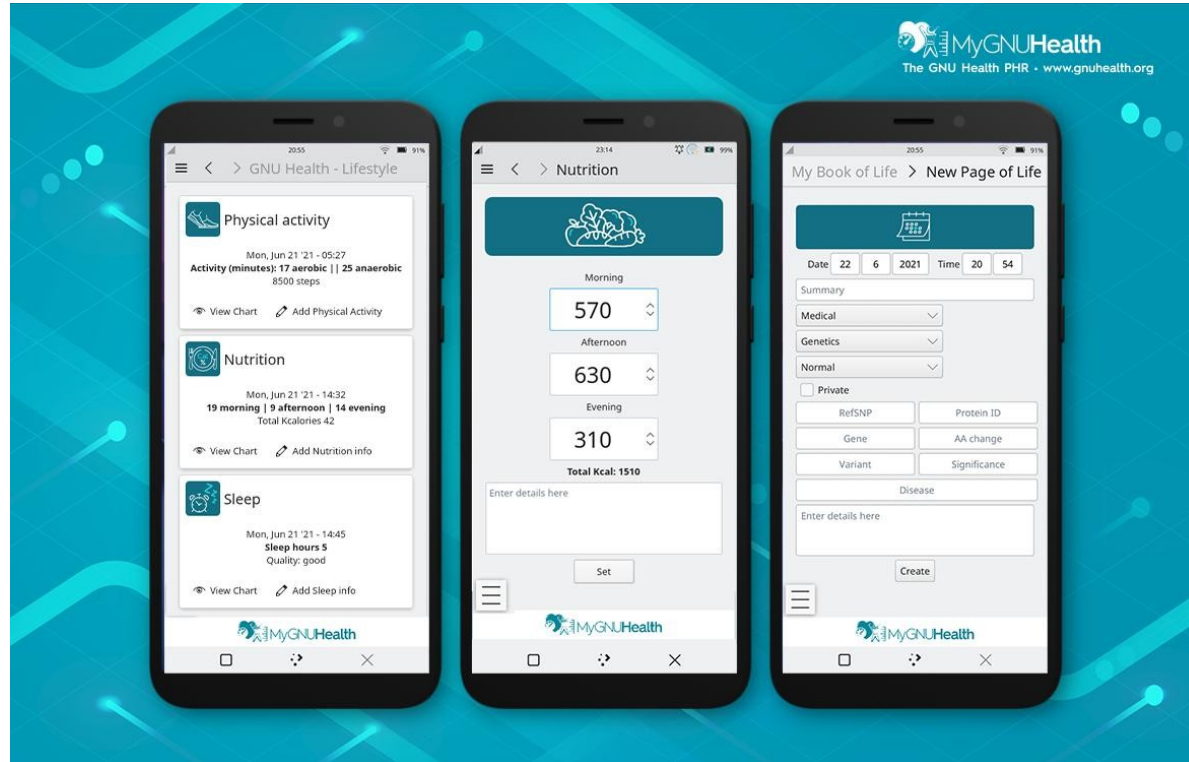 MyGNUHealth
The GNU Health PHR - www.gnuhealth.org
20:55
91%
GNU Health - Lifestyle
Physical activity
Mon, Jun 21 '21 - 05:27
Activity (minutes): 17 aerobic || 25 anaerobic
8500 steps
View Chart Add Physical Activity
Nutrition
Mon, Jun 21 '21 - 14:32
19 morning | 9 afternoon | 14 evening
Total Kcalories 42
View Chart Add Nutrition info
Sleep
Mon, Jun 21 '21 - 14:45
Sleep hours 5
Quality: good
View Chart Add Sleep info
MyGNUHealth
23:14
99%
Nutrition
Morning
570
Afternoon
630
Evening
310
Total Kcal: 1510
Enter details here
Set
MyGNUHealth
20:55
91%
My Book of Life > New Page of Life
Date 22 6 2021 Time 20 54
Summary
Medical
Genetics
Normal
Private
RefSNP Protein ID
Gene AA change
Variant Significance
Disease
Enter details here
Create
MyGNUHealth